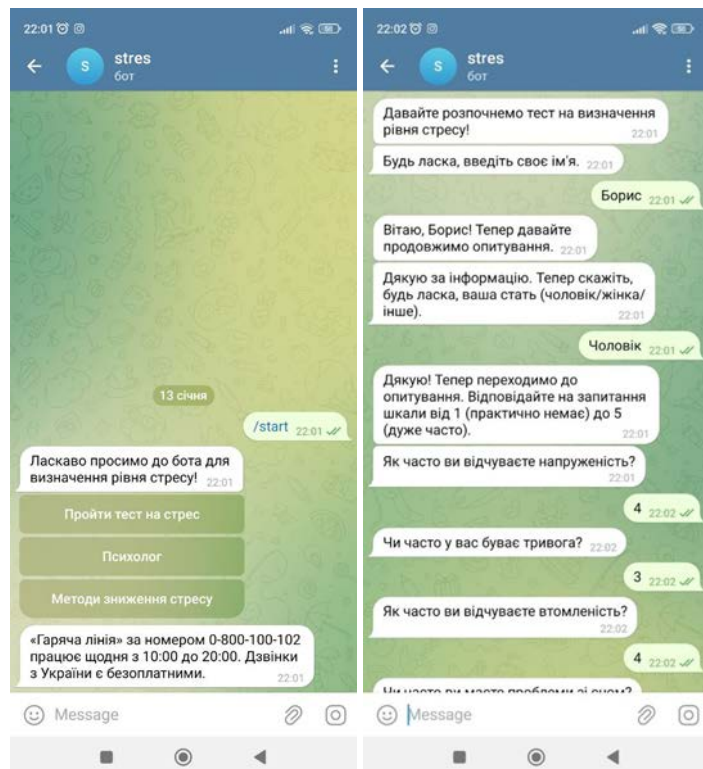 22:01
stres
бот
13 січня
/start 22:01
Ласкаво просимо до бота для
визначення рівня стресу! 22:01
Пройти тест на стрес
Психолог
Методи зниження стресу
«Гаряча лінія» за номером 0-800-100-102
працює щодня з 10:00 до 20:00. Дзвінки
з України є безоплатними. 22:01
Message
22:02
stres
бот
Давайте розпочнемо тест на визначення
рівня стресу! 22:01
Будь ласка, введіть своє ім'я. 22:01
Борис 22:01
Вітаю, Борис! Тепер давайте
продовжимо опитування. 22:01
Дякую за інформацію. Тепер скажіть,
будь ласка, ваша стать (чоловік/жінка/
інше). 22:01
Чоловік 22:01
Дякую! Тепер переходимо до
опитування. Відповідайте на запитання
шкали від 1 (практично немає) до 5
(дуже часто). 22:01
Як часто ви відчуваєте напруженість?
22:01
4 22:02
Чи часто у вас буває тривога? 22:02
3 22:02
Як часто ви відчуваєте втомленість?
22:02
4 22:02
Чи часто ви маєте проблеми зі сном?
Message